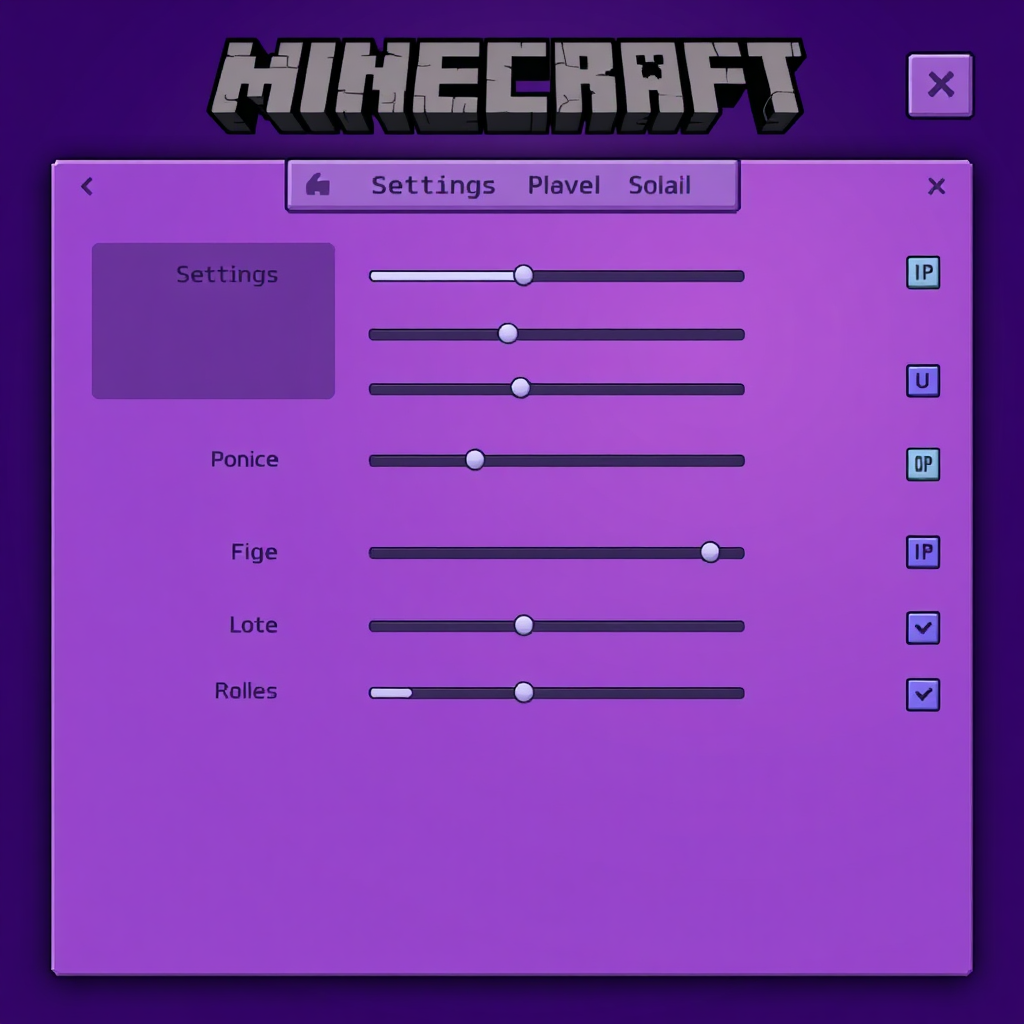 MINECRAFT
Settings Plavel Solail
Settings
IP
U
Ponice
OP
Fige
IP
Lote
Rolles